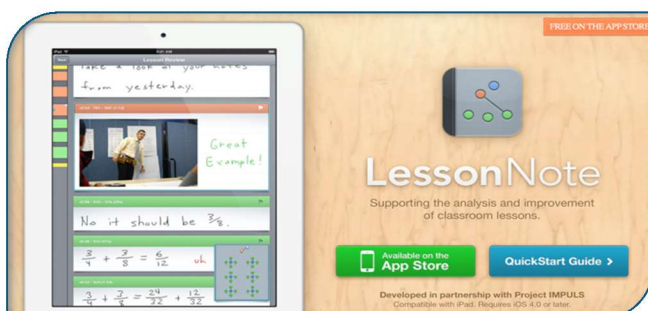 FREE ON THE APP STORE
Lesson Review
Take a look at your notes
from yesterday.
Great
Example!
No it should be 3/8.
3/4 + 3/8 = 6/12 uh
3/4 + 3/8 = 24/32 + 12/32
LessonNote
Supporting the analysis and improvement
of classroom lessons.
Available on the
App Store
QuickStart Guide >
Developed in partnership with Project IMPULS
Compatible with iPad. Requires iOS 4.0 or later.